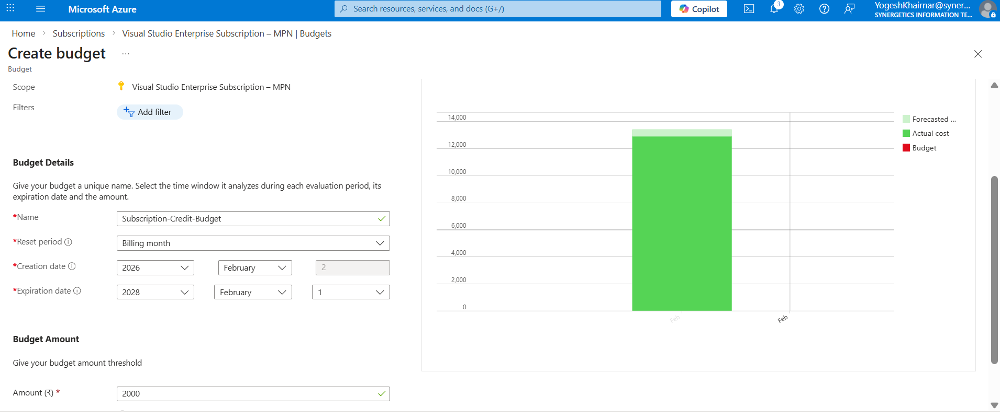 Microsoft Azure
Search resources, services, and docs (G+/)
Copilot
3
YogeshKhairnar@syner...
SYNERGETICS INFORMATION TE...
Home > Subscriptions > Visual Studio Enterprise Subscription – MPN | Budgets
Create budget ...
Budget
Scope
Visual Studio Enterprise Subscription – MPN
Filters
Add filter
Budget Details
Give your budget a unique name. Select the time window it analyzes during each evaluation period, its
expiration date and the amount.
*Name
Subscription-Credit-Budget
*Reset period
Billing month
*Creation date
2026
February
2
*Expiration date
2028
February
1
Budget Amount
Give your budget amount threshold
Amount (₹) *
2000
14,000
12,000
10,000
8,000
6,000
4,000
2,000
0
Feb
Feb
Forecasted ...
Actual cost
Budget